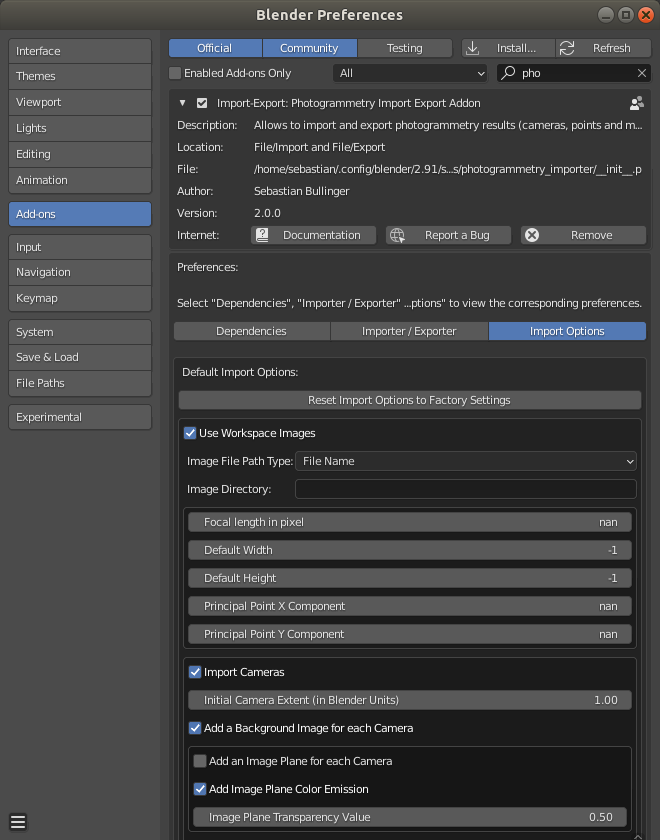 Blender Preferences
Interface
Themes
Viewport
Lights
Editing
Animation
Add-ons
Input
Navigation
Keymap
System
Save & Load
File Paths
Experimental
Official Community Testing Install... Refresh
Enabled Add-ons Only All pho
Import-Export: Photogrammetry Import Export Addon
Description: Allows to import and export photogrammetry results (cameras, points and m...
Location: File/Import and File/Export
File: /home/sebastian/.config/blender/2.91/s...s/photogrammetry_importer/__init__.p
Author: Sebastian Bullinger
Version: 2.0.0
Internet: Documentation Report a Bug Remove
Preferences:
Select "Dependencies", "Importer / Exporter" ...ptions" to view the corresponding preferences.
Dependencies Importer / Exporter Import Options
Default Import Options:
Reset Import Options to Factory Settings
Use Workspace Images
Image File Path Type: File Name
Image Directory:
Focal length in pixel nan
Default Width -1
Default Height -1
Principal Point X Component nan
Principal Point Y Component nan
Import Cameras
Initial Camera Extent (in Blender Units) 1.00
Add a Background Image for each Camera
Add an Image Plane for each Camera
Add Image Plane Color Emission
Image Plane Transparency Value 0.50